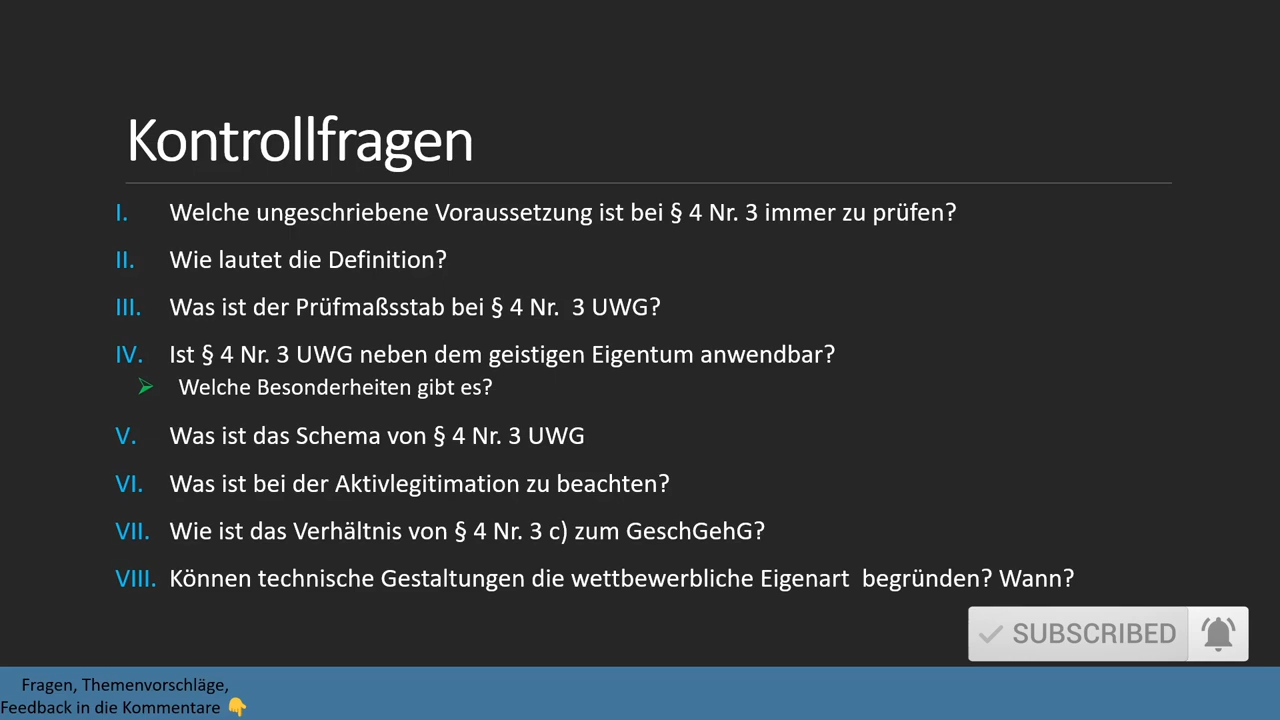 Kontrollfragen
I. Welche ungeschriebene Voraussetzung ist bei § 4 Nr. 3 immer zu prüfen?
II. Wie lautet die Definition?
III. Was ist der Prüfmaßsstab bei § 4 Nr. 3 UWG?
IV. Ist § 4 Nr. 3 UWG neben dem geistigen Eigentum anwendbar?
Welche Besonderheiten gibt es?
V. Was ist das Schema von § 4 Nr. 3 UWG
VI. Was ist bei der Aktivlegitimation zu beachten?
VII. Wie ist das Verhältnis von § 4 Nr. 3 c) zum GeschGehG?
VIII. Können technische Gestaltungen die wettbewerbliche Eigenart begründen? Wann?
SUBSCRIBED
Fragen, Themenvorschläge,
Feedback in die Kommentare 👇